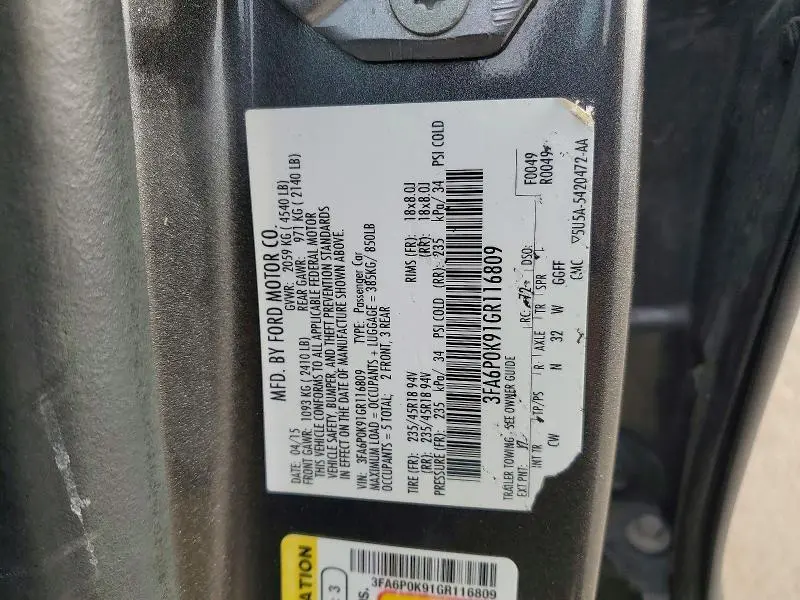 MFD. BY FORD MOTOR CO.
DATE: 04/15 GVWR: 2059 KG ( 4540 LB)
FRONT GAWR: 1093 KG ( 2410 LB) REAR GAWR: 971 KG ( 2140 LB)
THIS VEHICLE CONFORMS TO ALL APPLICABLE FEDERAL MOTOR
VEHICLE SAFETY, BUMPER, AND THEFT PREVENTION STANDARDS
IN EFFECT ON THE DATE OF MANUFACTURE SHOWN ABOVE.
VIN: 3FA6P0K91GR116809 TYPE: Passenger Car
MAXIMUM LOAD = OCCUPANTS + LUGGAGE = 385KG/ 850LB
OCCUPANTS = 5 TOTAL; 2 FRONT, 3 REAR
TIRE (FR): 235/45R18 94V RIMS (FR): 18x8.0J
(RR): 235/45R18 94V (RR): 18x8.0J
PRESSURE (FR): 235 kPa/ 34 PSI COLD (RR): 235 kPa/ 34 PSI COLD
3FA6P0K91GR116809
TRAILER TOWING - SEE OWNER GUIDE
F0049
EXT PNT: RC: 72 DSO: R0049
INT TR TP/PS R AXLE TR SPR
CW N 32 W GGFF
CMC ▽5U5A-5420472-AA
3FA6P0K91GR116809